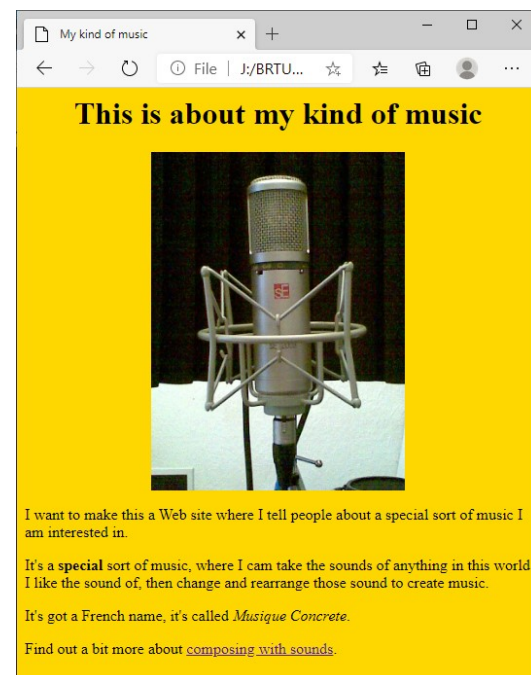 My kind of music
File | J:/BRTU...
This is about my kind of music
sE
I want to make this a Web site where I tell people about a special sort of music I
am interested in.
It's a special sort of music, where I cam take the sounds of anything in this world
I like the sound of, then change and rearrange those sound to create music.
It's got a French name, it's called Musique Concrete.
Find out a bit more about composing with sounds.